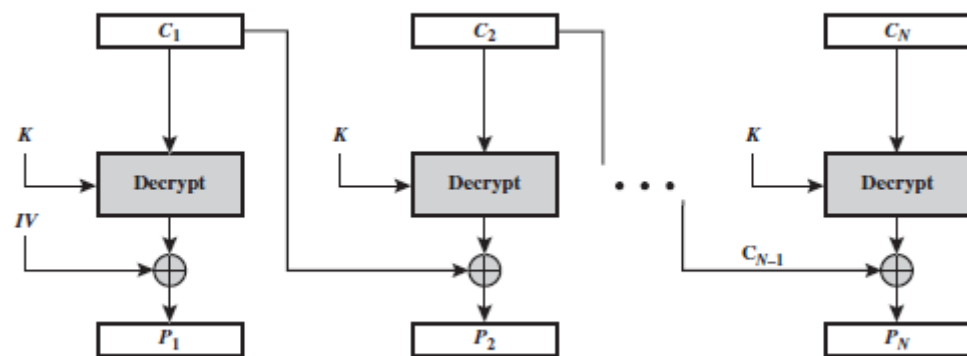 C1 C2 CN
K K K
Decrypt Decrypt • • • Decrypt
IV
CN–1
P1 P2 PN